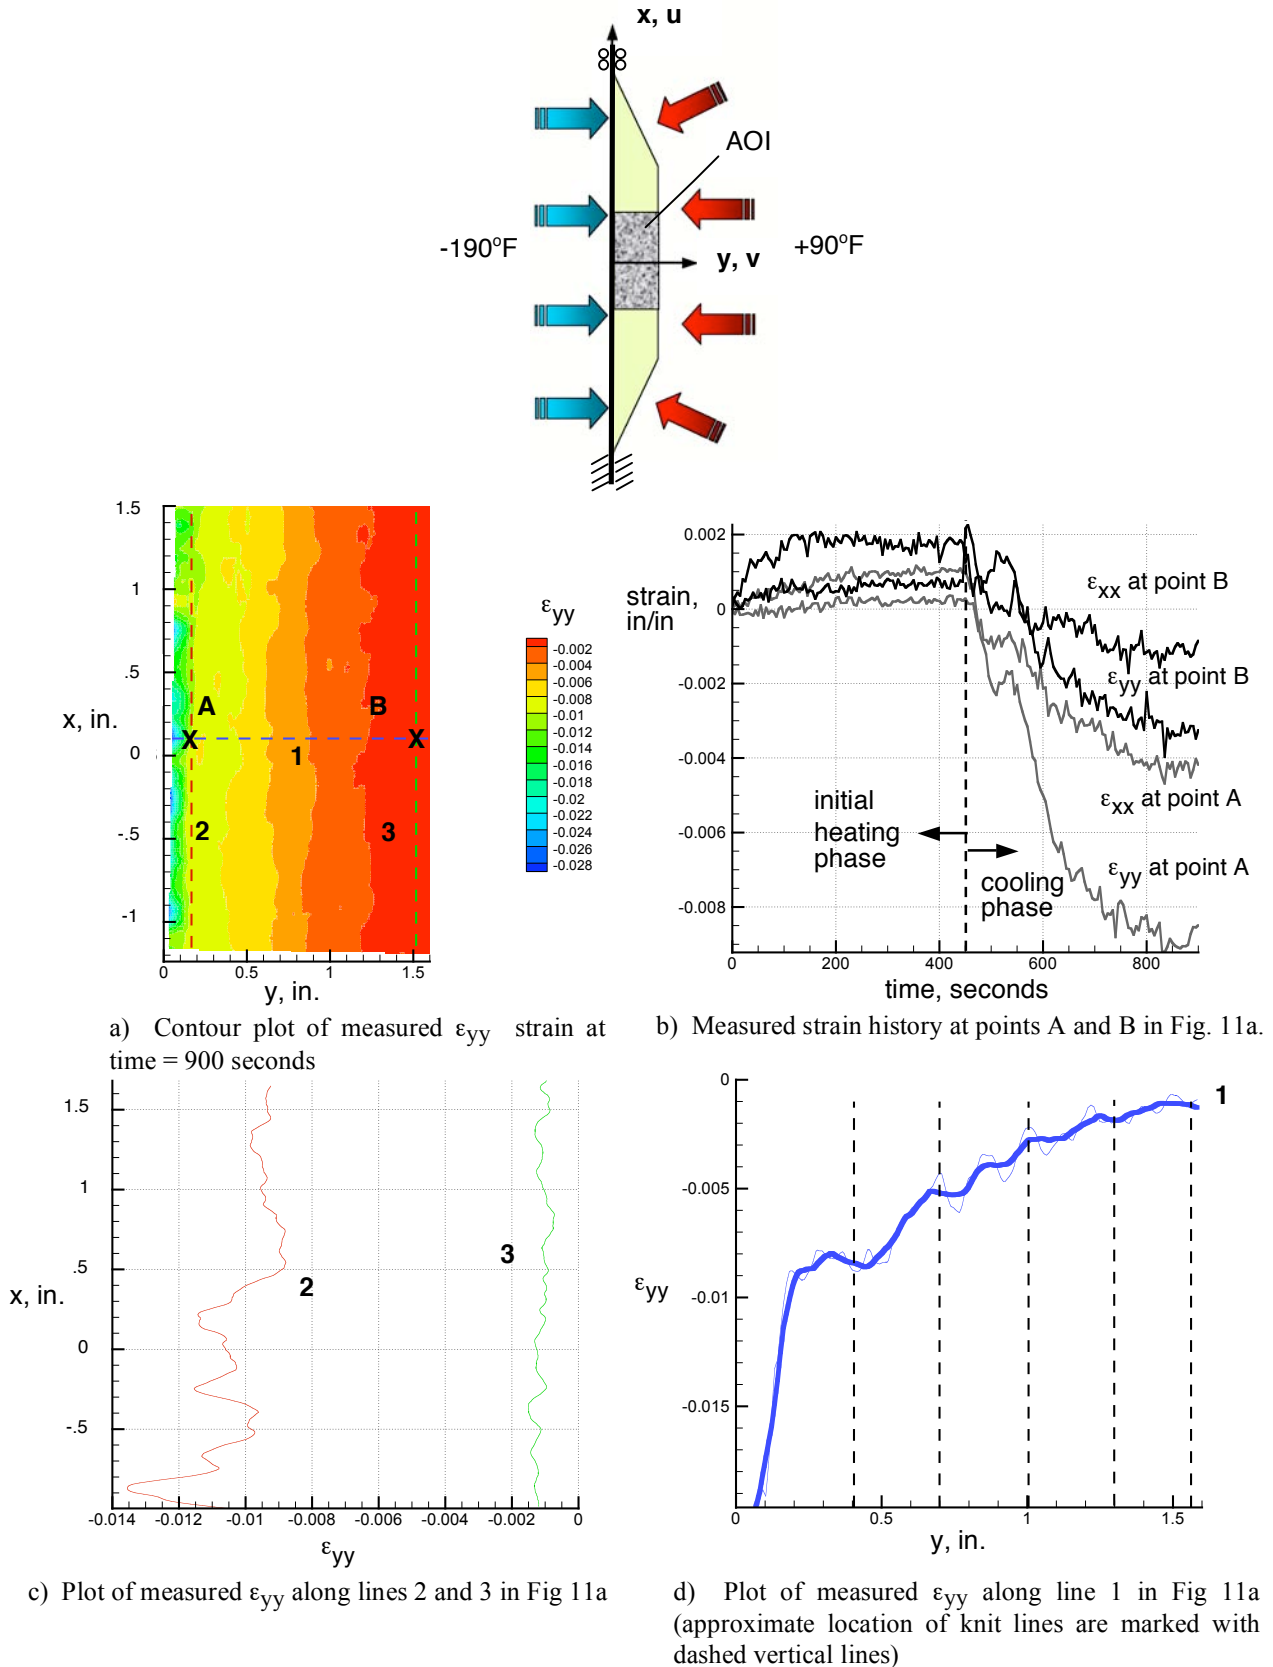 x, u
AOI
-190°F
y, v
+90°F
1.5
1
.5
0
-.5
-1
x, in.
A
B
X
X
1
2
3
0
0.5
1
1.5
y, in.
εyy
-0.002
-0.004
-0.006
-0.008
-0.01
-0.012
-0.014
-0.016
-0.018
-0.02
-0.022
-0.024
-0.026
-0.028
0.002
0
-0.002
-0.004
-0.006
-0.008
strain,
in/in
εxx at point B
εyy at point B
εxx at point A
εyy at point A
initial
heating
phase
cooling
phase
0
200
400
600
800
time, seconds
a) Contour plot of measured εyy strain at
time = 900 seconds
b) Measured strain history at points A and B in Fig. 11a.
1.5
1
.5
0
-.5
x, in.
2
3
-0.014
-0.012
-0.01
-0.008
-0.006
-0.004
-0.002
0
εyy
0
-0.005
-0.01
-0.015
εyy
1
0
0.5
1
1.5
y, in.
c) Plot of measured εyy along lines 2 and 3 in Fig 11a
d) Plot of measured εyy along line 1 in Fig 11a
(approximate location of knit lines are marked with
dashed vertical lines)